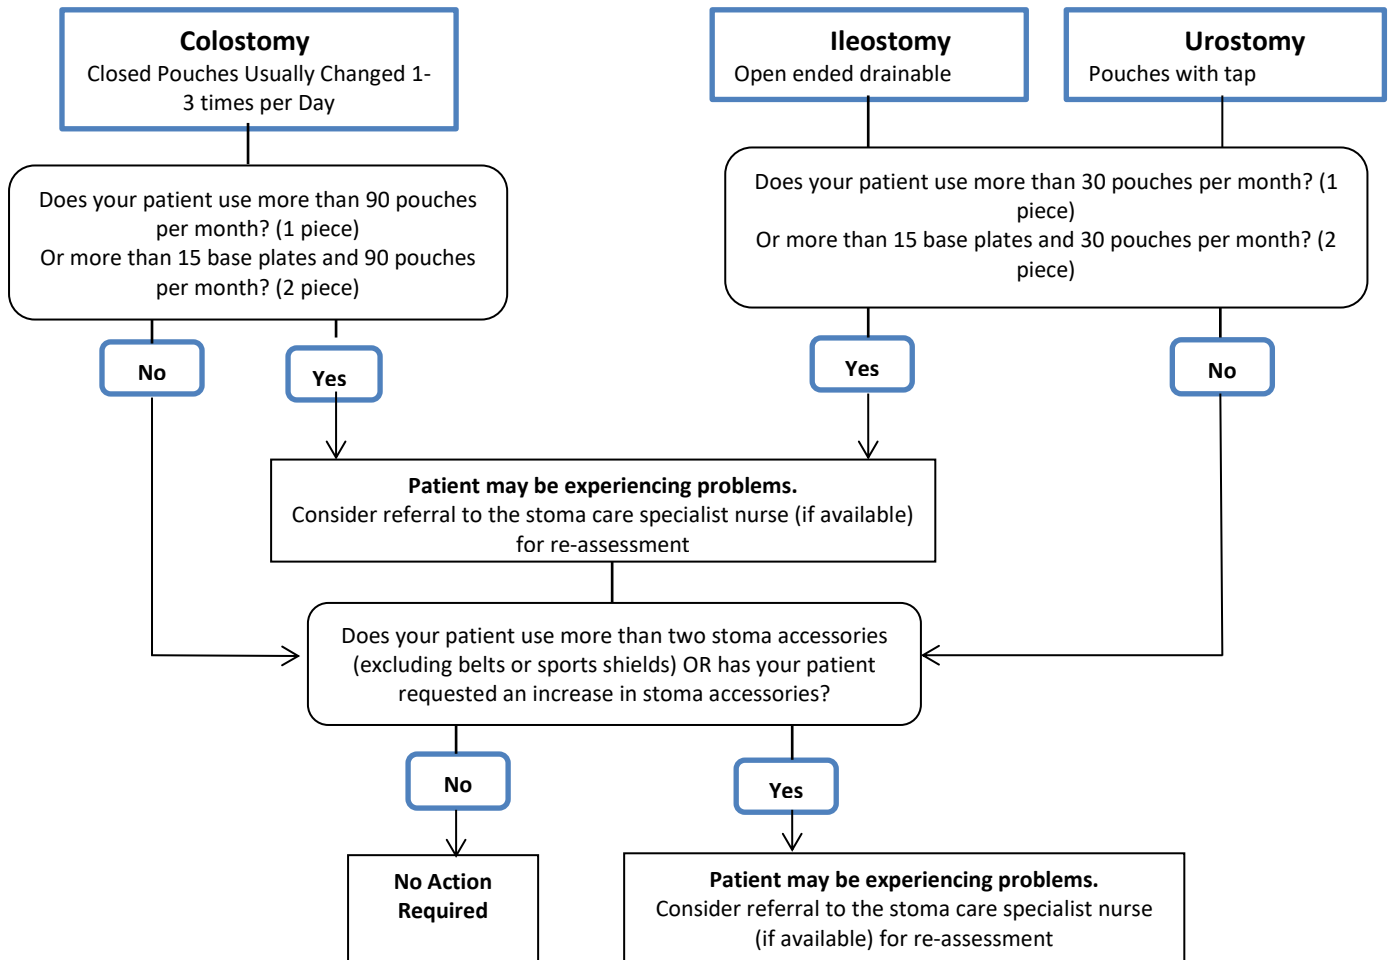 Colostomy
Closed Pouches Usually Changed 1-
3 times per Day
Ileostomy
Open ended drainable
Urostomy
Pouches with tap
Does your patient use more than 90 pouches
per month? (1 piece)
Or more than 15 base plates and 90 pouches
per month? (2 piece)
Does your patient use more than 30 pouches per month? (1
piece)
Or more than 15 base plates and 30 pouches per month? (2
piece)
No
Yes
Yes
No
Patient may be experiencing problems.
Consider referral to the stoma care specialist nurse (if available)
for re-assessment
Does your patient use more than two stoma accessories
(excluding belts or sports shields) OR has your patient
requested an increase in stoma accessories?
No
Yes
No Action
Required
Patient may be experiencing problems.
Consider referral to the stoma care specialist nurse
(if available) for re-assessment